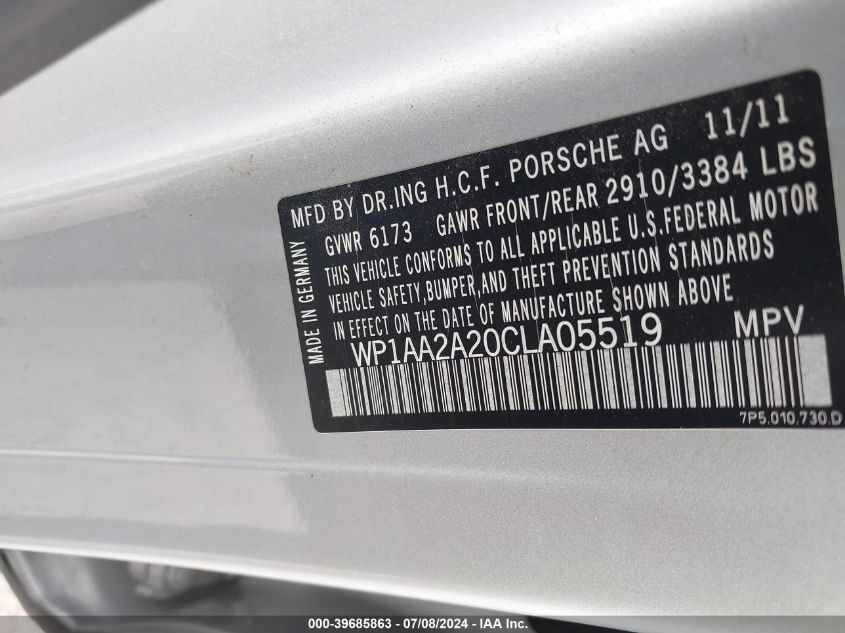 MFD BY DR.ING H.C.F. PORSCHE AG 11/11
GVWR 6173 GAWR FRONT/REAR 2910/3384 LBS
THIS VEHICLE CONFORMS TO ALL APPLICABLE U.S.FEDERAL MOTOR
VEHICLE SAFETY,BUMPER,AND THEFT PREVENTION STANDARDS
IN EFFECT ON THE DATE OF MANUFACTURE SHOWN ABOVE
WP1AA2A20CLA05519 MPV
MADE IN GERMANY
7P5.010.730.D
000-39685863 - 07/08/2024 - IAA Inc.